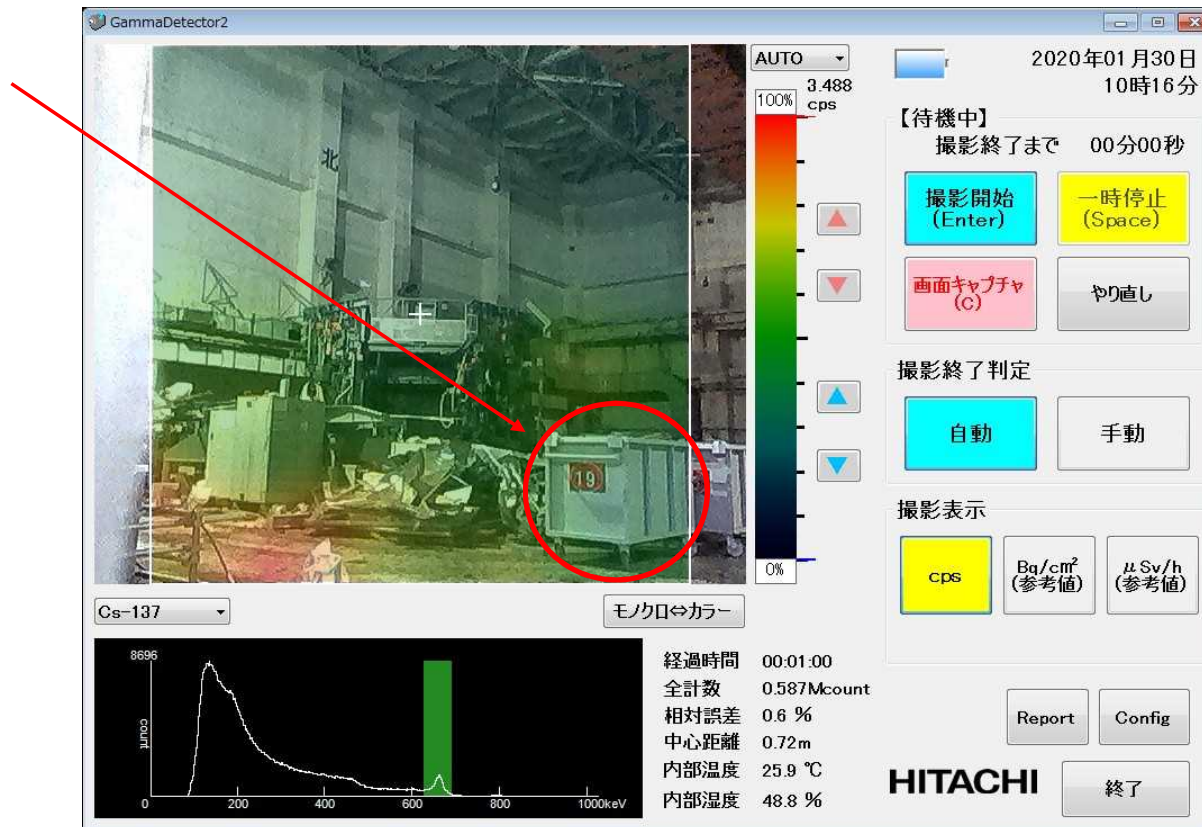 GammaDetector2
北
19
AUTO
3.488
cps
100%
0%
2020年01月30日
10時16分
【待機中】
撮影終了まで 00分00秒
撮影開始
(Enter)
一時停止
(Space)
画面キャプチャ
(C)
やり直し
撮影終了判定
自動
手動
撮影表示
cps
Bq/c㎡
(参考値)
μSv/h
(参考値)
Cs-137
モノクロ⇔カラー
8696
count
0
200
400
600
800
1000keV
経過時間 00:01:00
全計数 0.587Mcount
相対誤差 0.6 %
中心距離 0.72m
内部温度 25.9 ℃
内部湿度 48.8 %
Report
Config
HITACHI
終了